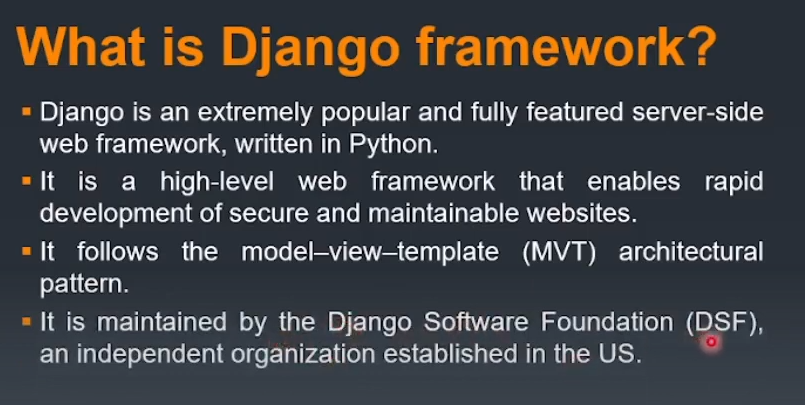 What is Django framework?
Django is an extremely popular and fully featured server-side
web framework, written in Python.
It is a high-level web framework that enables rapid
development of secure and maintainable websites.
It follows the model–view–template (MVT) architectural
pattern.
It is maintained by the Django Software Foundation (DSF),
an independent organization established in the US.